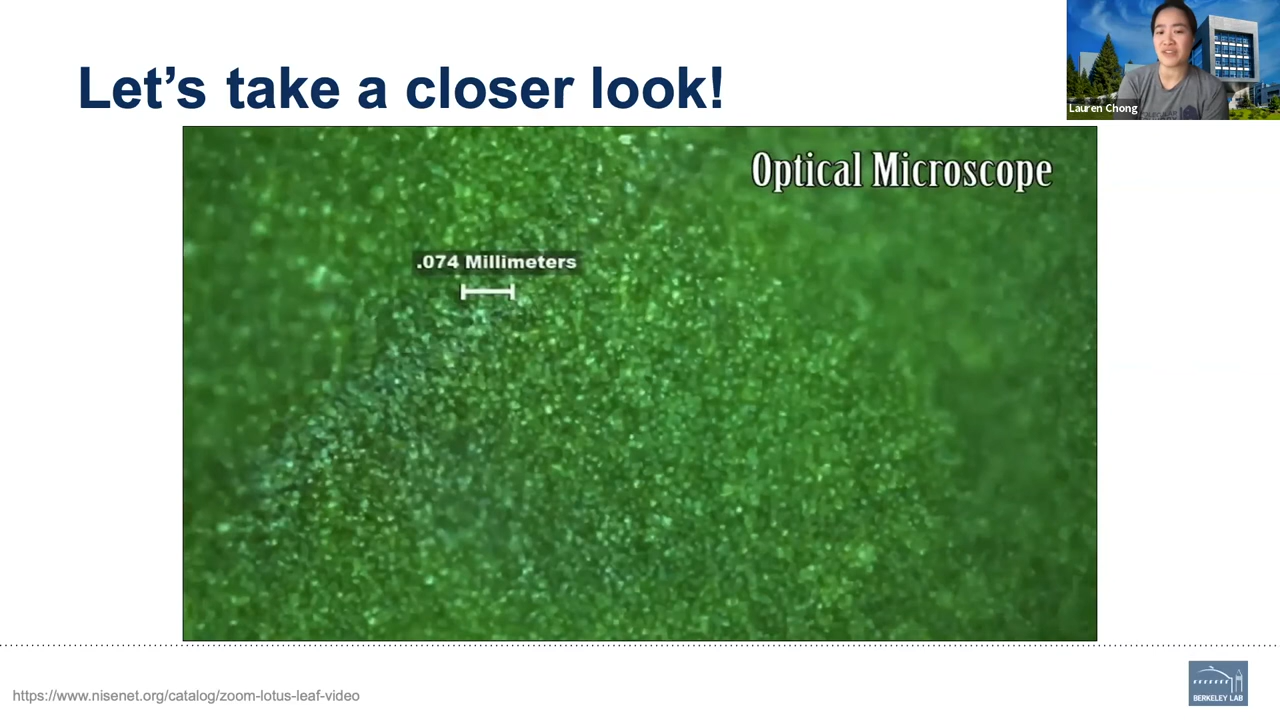 Let's take a closer look!
Lauren Chong
Optical Microscope
.074 Millimeters
https://www.nisenet.org/catalog/zoom-lotus-leaf-video
BERKELEY LAB